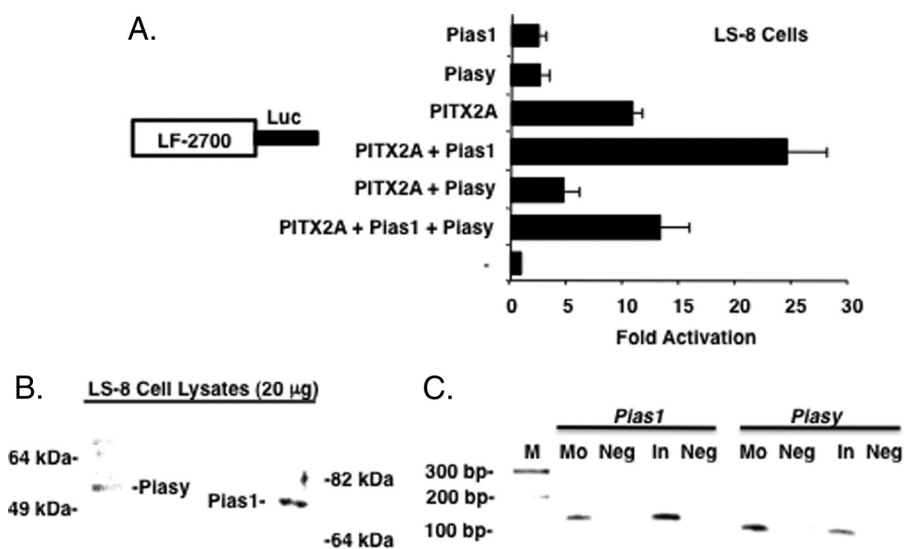 A.
LS-8 Cells
Luc
LF-2700
Pias1
Piasy
PITX2A
PITX2A + Pias1
PITX2A + Piasy
PITX2A + Pias1 + Piasy
-
0 5 10 15 20 25 30
Fold Activation
B.
LS-8 Cell Lysates (20 μg)
64 kDa-
49 kDa-
-Piasy
Pias1-
-82 kDa
-64 kDa
C.
Pias1 Piasy
M Mo Neg In Neg Mo Neg In Neg
300 bp-
200 bp-
100 bp-